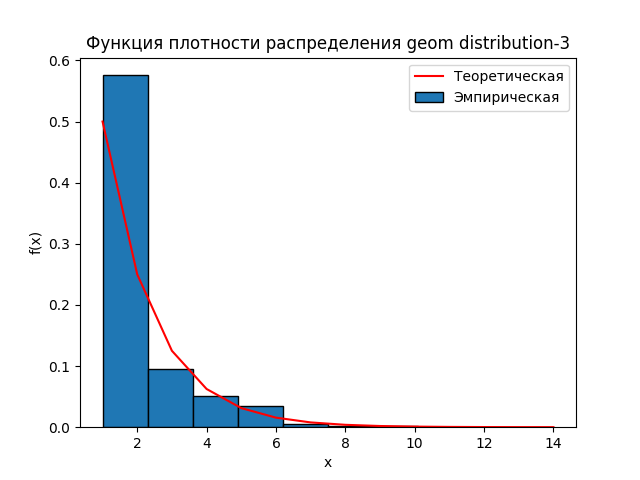 Функция плотности распределения geom distribution-3
Теоретическая
Эмпирическая
f(x)
0.6
0.5
0.4
0.3
0.2
0.1
0.0
2 4 6 8 10 12 14
x